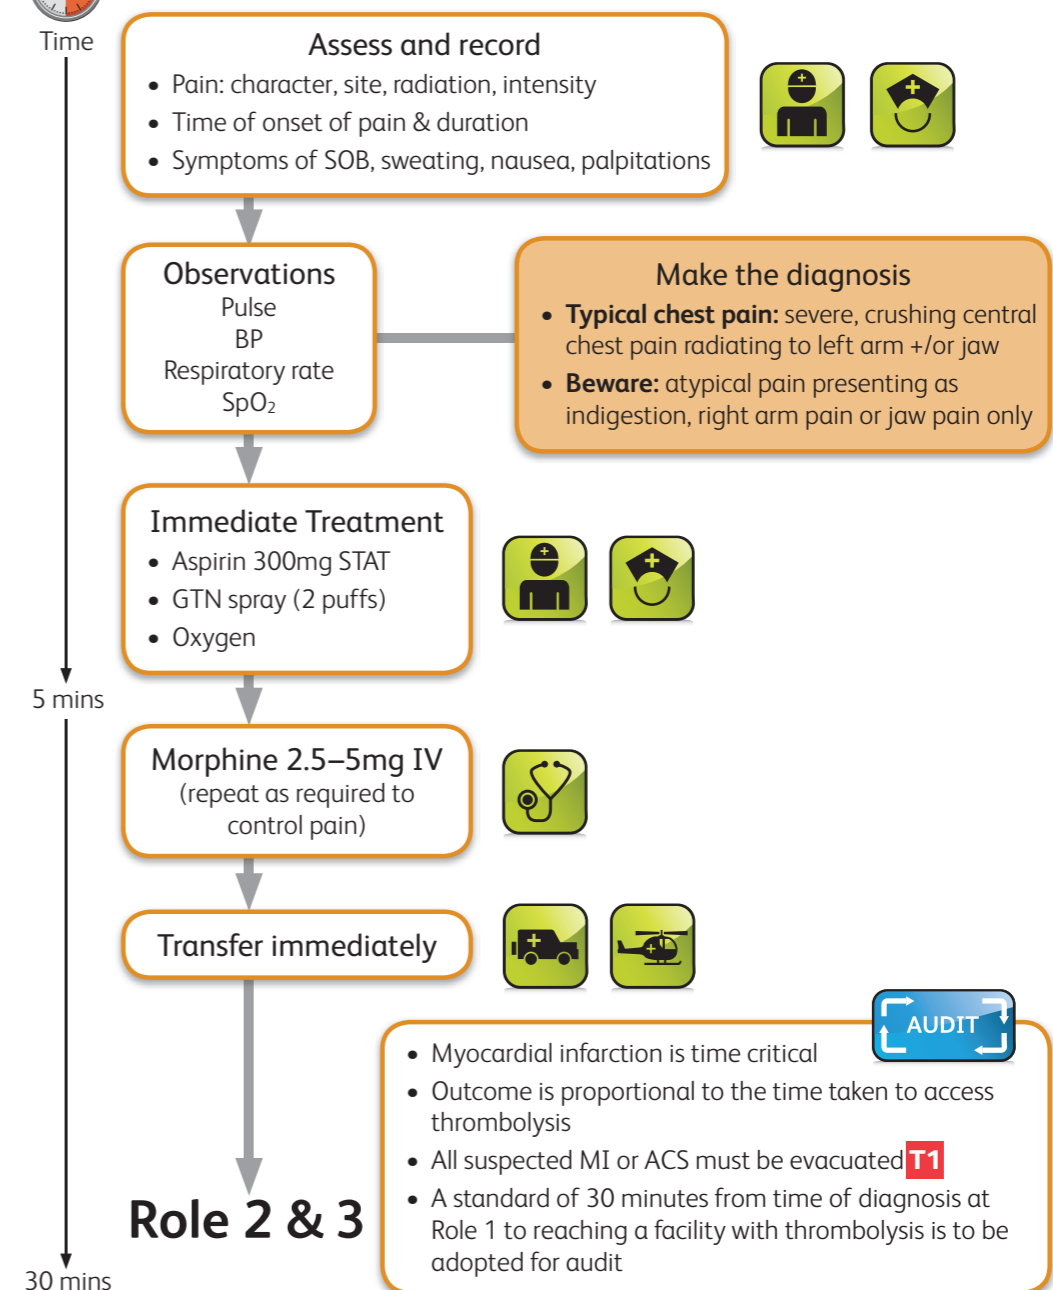 Time
Assess and record
• Pain: character, site, radiation, intensity
• Time of onset of pain & duration
• Symptoms of SOB, sweating, nausea, palpitations
Observations
Pulse
BP
Respiratory rate
SpO₂
Make the diagnosis
• Typical chest pain: severe, crushing central
chest pain radiating to left arm +/or jaw
• Beware: atypical pain presenting as
indigestion, right arm pain or jaw pain only
Immediate Treatment
• Aspirin 300mg STAT
• GTN spray (2 puffs)
• Oxygen
5 mins
Morphine 2.5–5mg IV
(repeat as required to
control pain)
Transfer immediately
AUDIT
• Myocardial infarction is time critical
• Outcome is proportional to the time taken to access
thrombolysis
• All suspected MI or ACS must be evacuated T1
• A standard of 30 minutes from time of diagnosis at
Role 1 to reaching a facility with thrombolysis is to be
adopted for audit
Role 2 & 3
30 mins